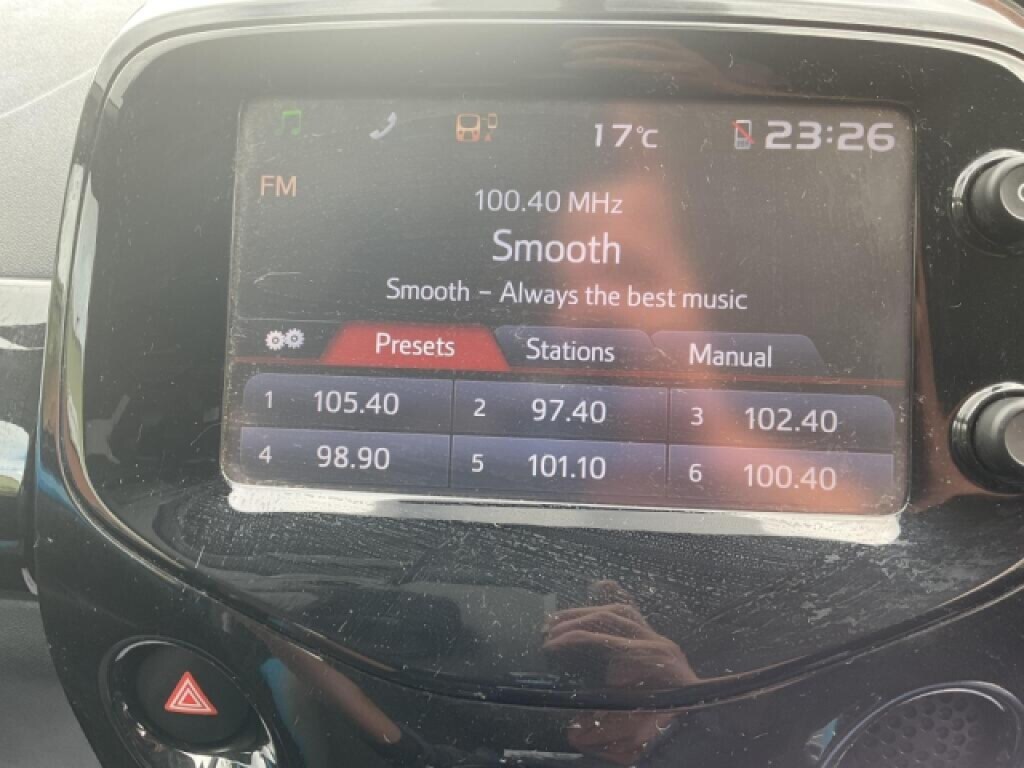 17°C 23:26
FM
100.40 MHz
Smooth
Smooth – Always the best music
Presets Stations Manual
1 105.40 2 97.40 3 102.40
4 98.90 5 101.10 6 100.40